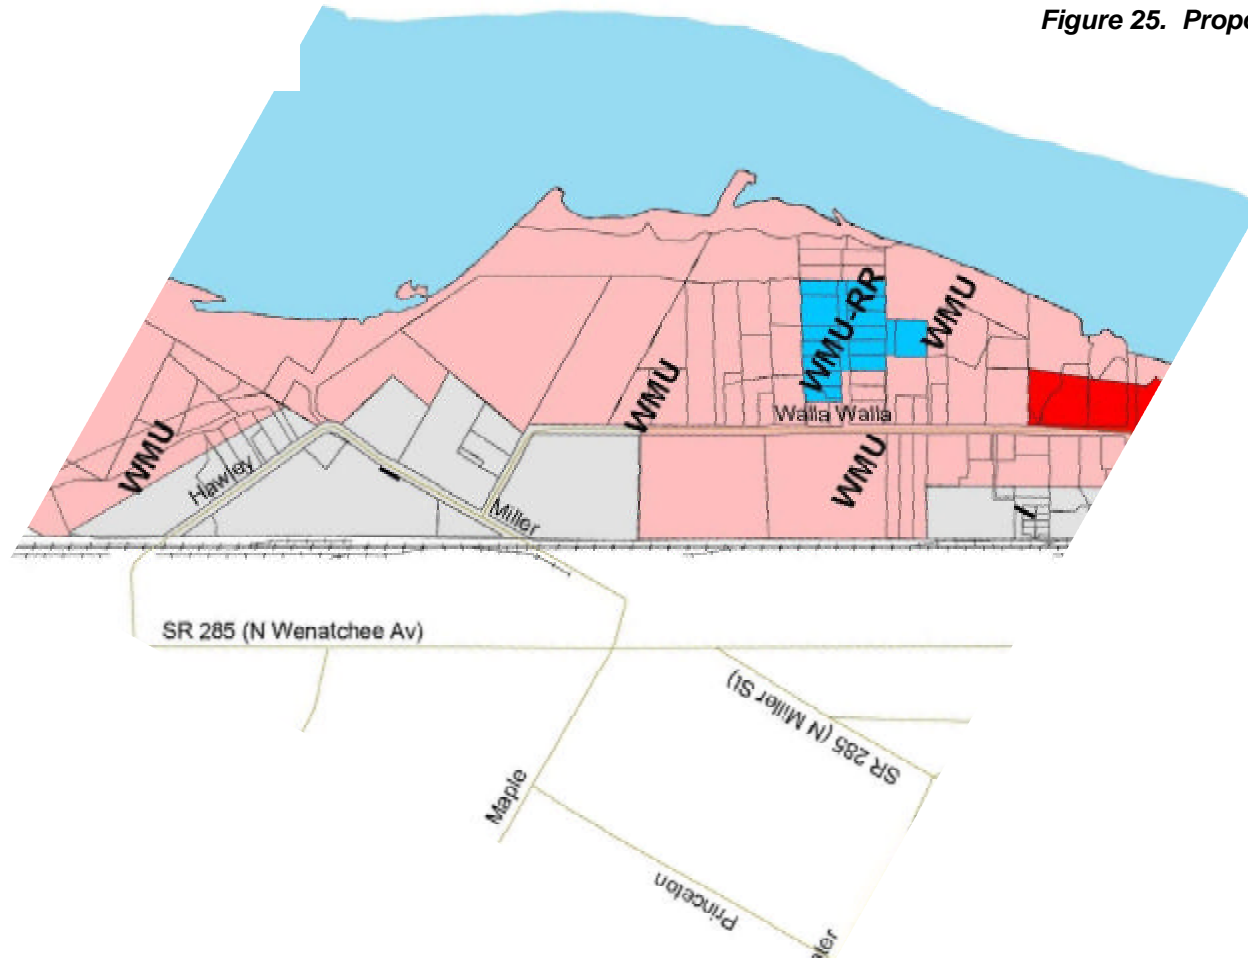 Figure 25.  Prope
WMU-RR
WMU
WMU
Walla Walla
WMU
WMU
Hawley
Miller
SR 285 (N Wenatchee Av)
SR 285 (N Miller St)
Maple
Princeton